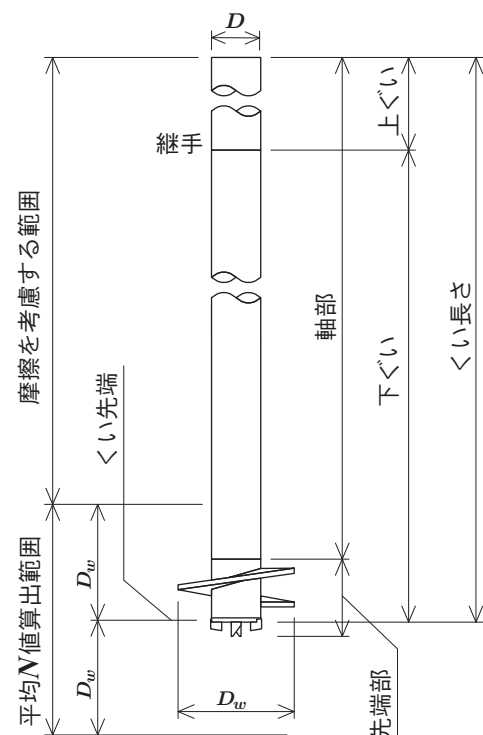 D
上ぐい
継手
摩擦を考慮する範囲
軸部
下ぐい
くい長さ
くい先端
平均N値算出範囲
Dw
Dw
Dw
先端部